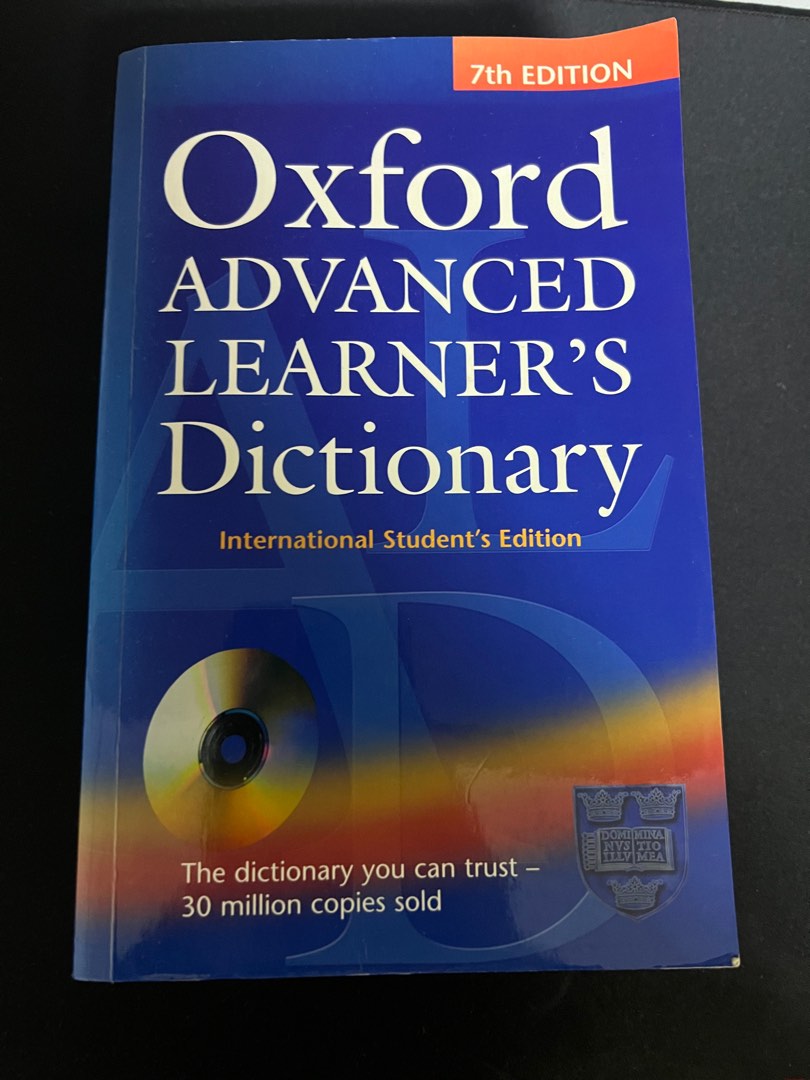 7th EDITION
Oxford
ADVANCED
LEARNER'S
Dictionary
International Student's Edition
The dictionary you can trust –
30 million copies sold
DOMI MINA
NVS TIO
ILLV MEA